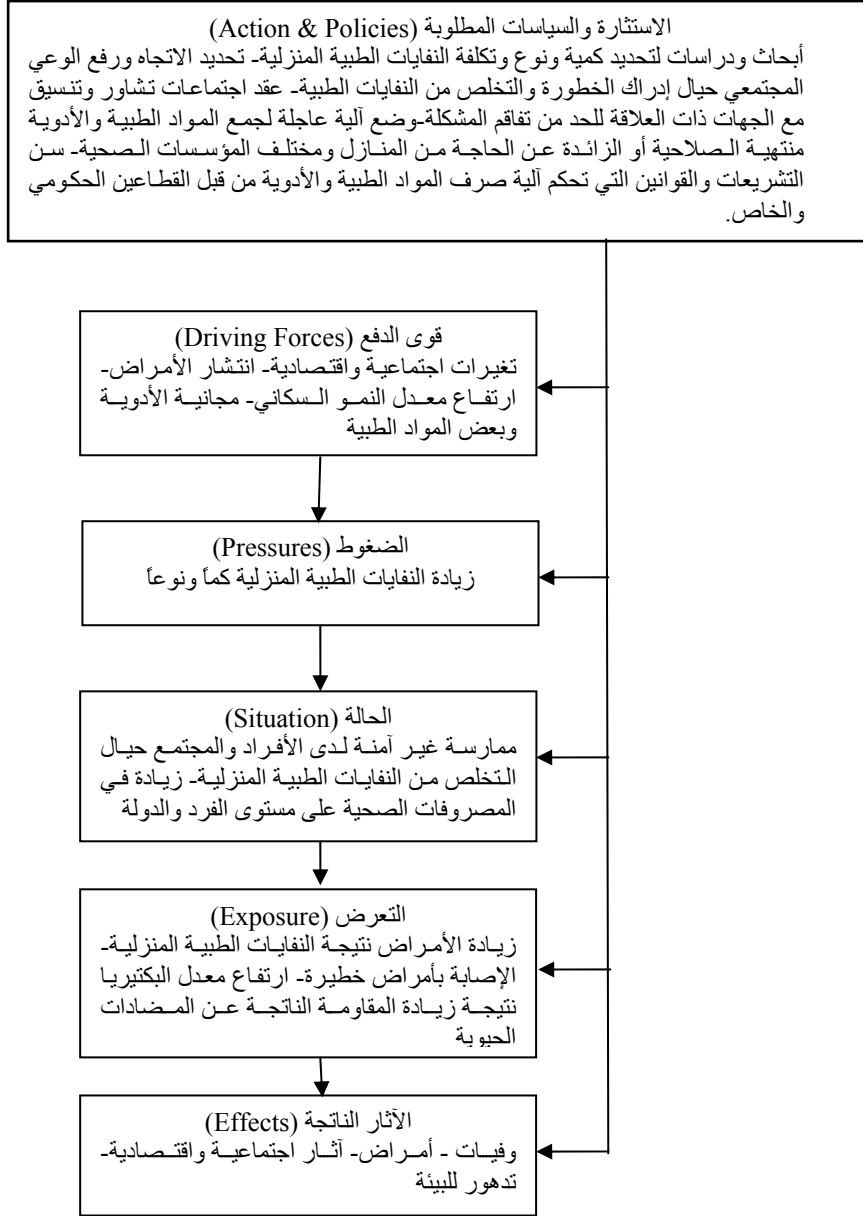 الاستثارة والسياسات المطلوبة (Action & Policies)
أبحاث ودراسات لتحديد كمية ونوع وتكلفة النفايات الطبية المنزلية- تحديد الاتجاه ورفع الوعي
المجتمعي حيال إدراك الخطورة والتخلص من النفايات الطبية- عقد اجتماعات تشاور وتنسيق
مع الجهات ذات العلاقة للحد من تفاقم المشكلة-وضع آلية عاجلة لجمع المواد الطبية والأدوية
منتهية الصلاحية أو الزائدة عن الحاجة من المنازل ومختلف المؤسسات الصحية- سن
التشريعات والقوانين التي تحكم آلية صرف المواد الطبية والأدوية من قبل القطاعين الحكومي
والخاص.
قوى الدفع (Driving Forces)
تغيرات اجتماعية واقتصادية- انتشار الأمراض-
ارتفاع معدل النمو السكاني- مجانية الأدوية
وبعض المواد الطبية
الضغوط (Pressures)
زيادة النفايات الطبية المنزلية كماً ونوعاً
الحالة (Situation)
ممارسة غير آمنة لدى الأفراد والمجتمع حيال
التخلص من النفايات الطبية المنزلية- زيادة في
المصروفات الصحية على مستوى الفرد والدولة
التعرض (Exposure)
زيادة الأمراض نتيجة النفايات الطبية المنزلية-
الإصابة بأمراض خطيرة- ارتفاع معدل البكتيريا
نتيجة زيادة المقاومة الناتجة عن المضادات
الحيوية
الآثار الناتجة (Effects)
وفيات - أمراض- آثار اجتماعية واقتصادية-
تدهور للبيئة